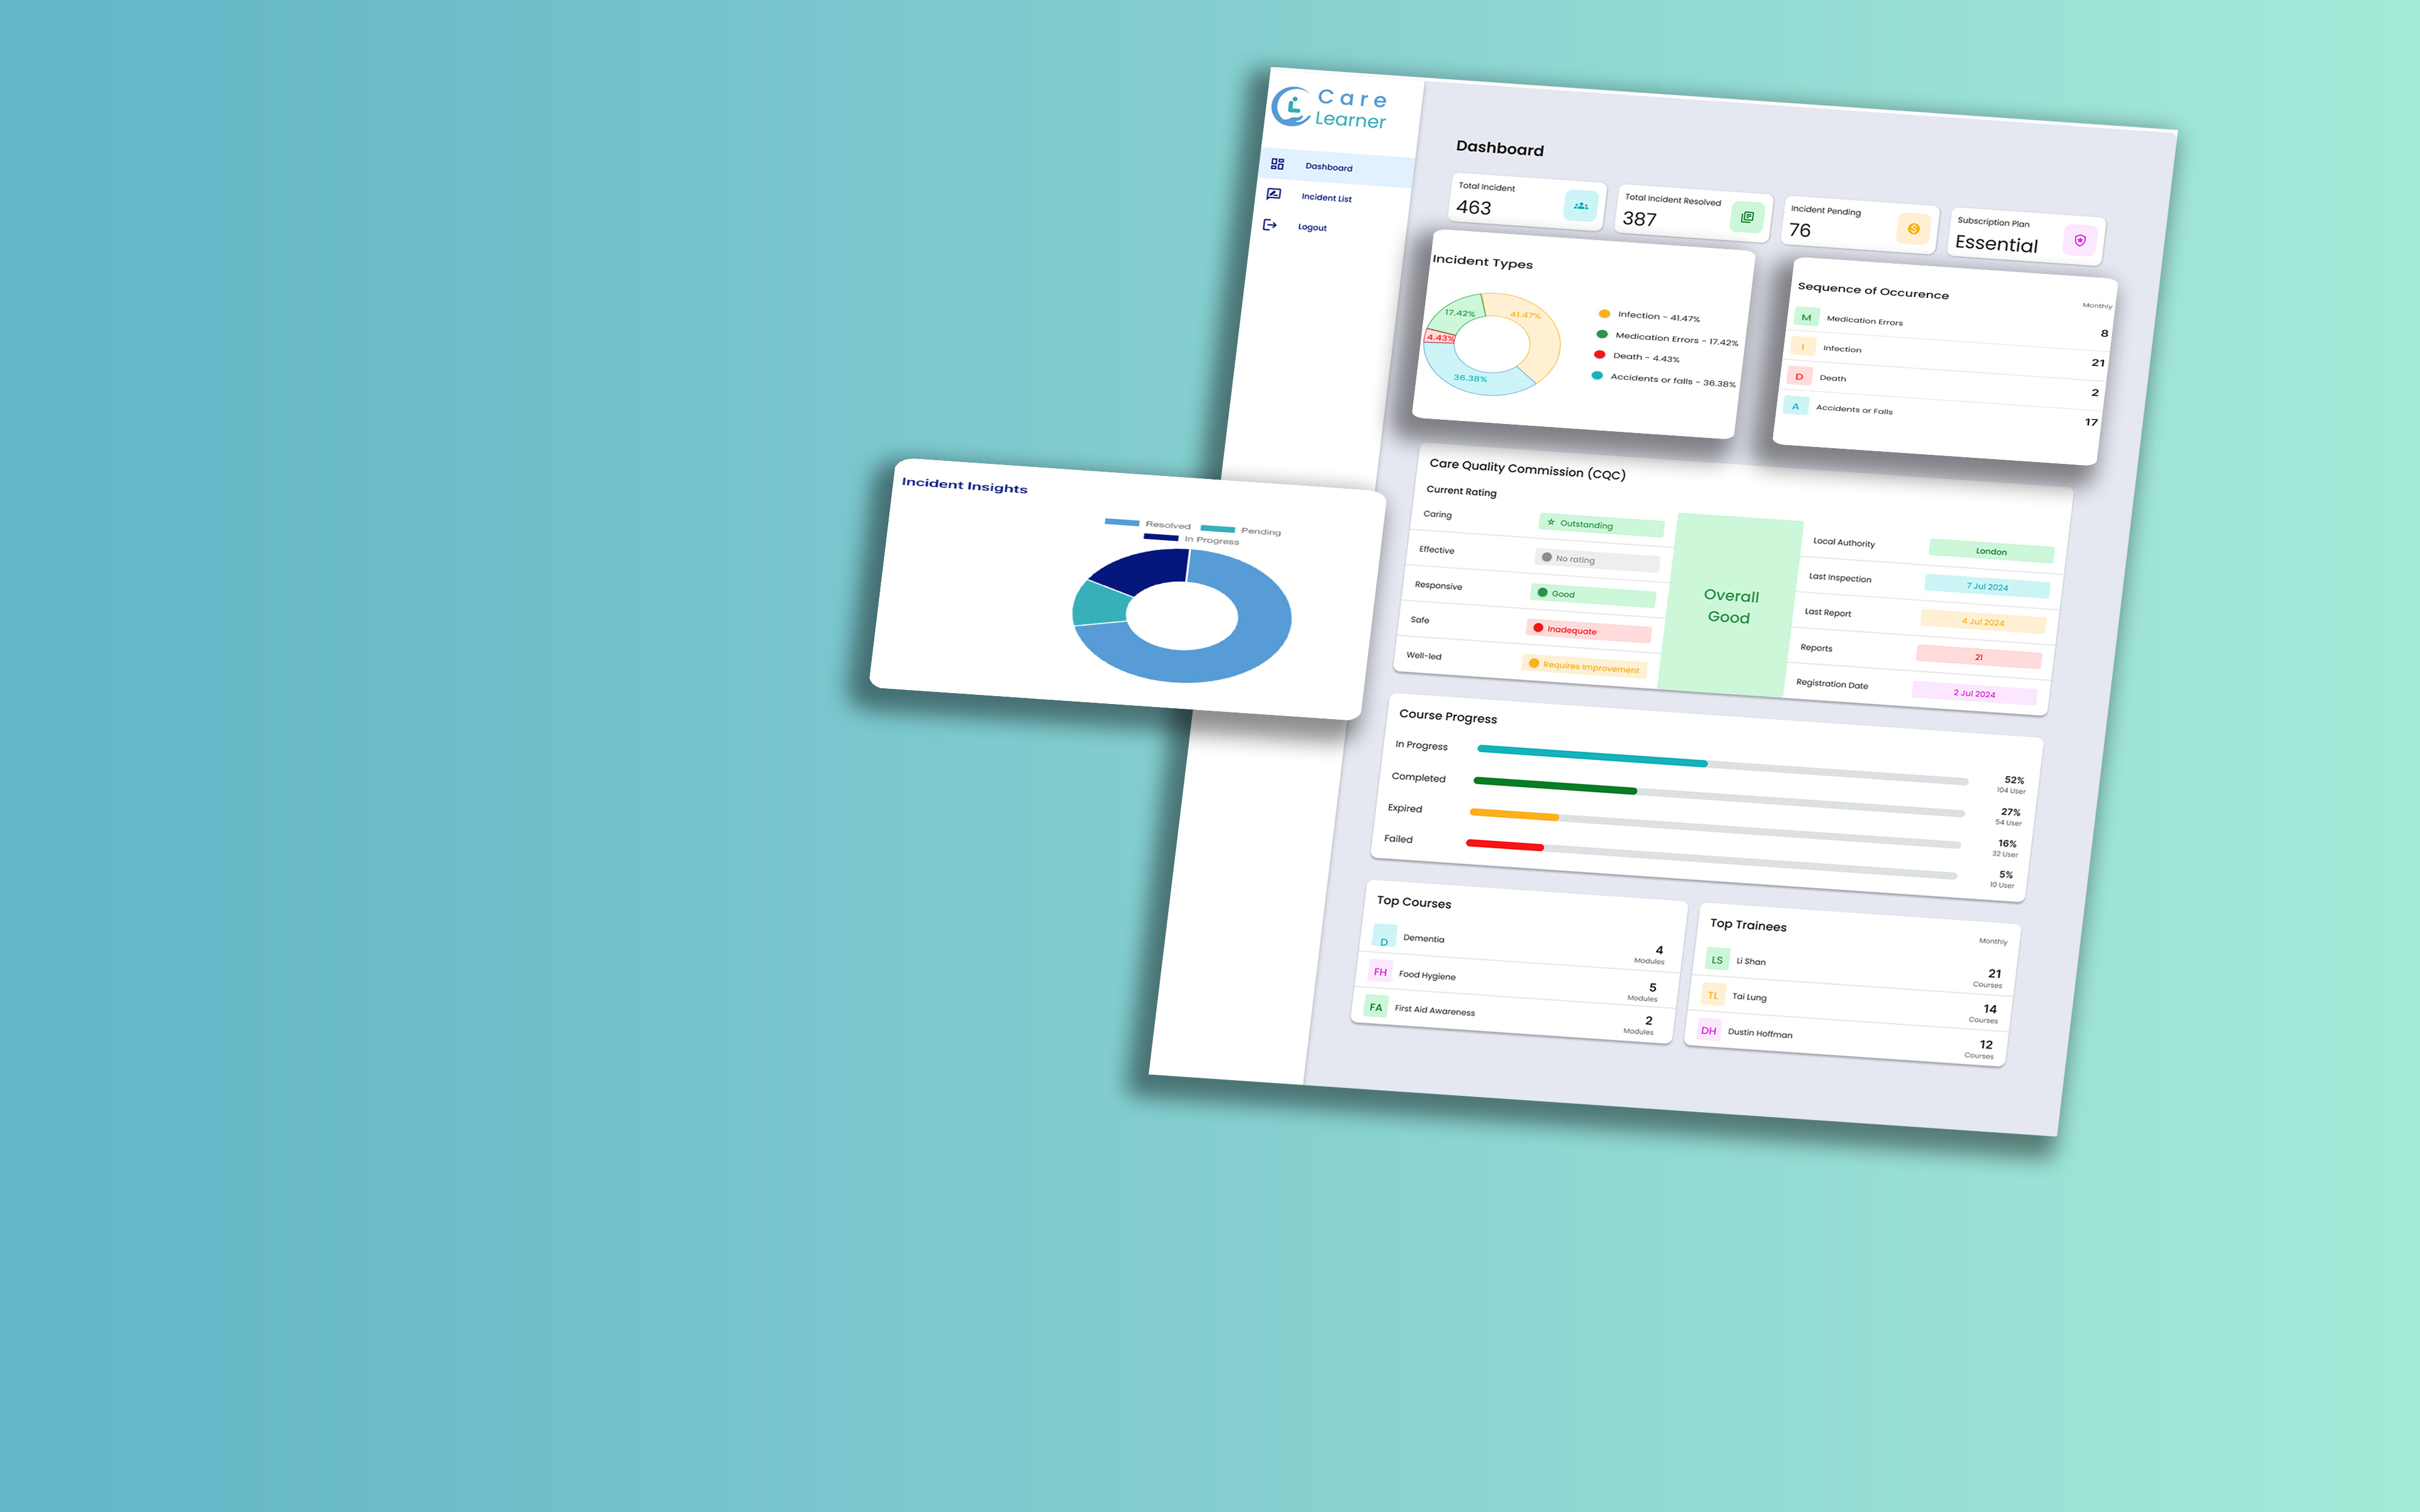 Care
Learner
Dashboard
Incident List
Logout
Dashboard
Total Incident
463
Total Incident Resolved
387
Incident Pending
76
Subscription Plan
Essential
Incident Types
17.42%
41.47%
4.43%
36.38%
Infection - 41.47%
Medication Errors - 17.42%
Death - 4.43%
Accidents or falls - 36.38%
Sequence of Occurence
Monthly
M Medication Errors 8
I Infection 21
D Death 2
A Accidents or Falls 17
Incident Insights
Resolved Pending
In Progress
Care Quality Commission (CQC)
Current Rating
Caring Outstanding
Effective No rating
Responsive Good
Safe Inadequate
Well-led Requires Improvement
Overall
Good
Local Authority London
Last Inspection 7 Jul 2024
Last Report 4 Jul 2024
Reports 21
Registration Date 2 Jul 2024
Course Progress
In Progress 52%
104 User
Completed 27%
54 User
Expired 16%
32 User
Failed 5%
10 User
Top Courses
D Dementia 4
Modules
FH Food Hygiene 5
Modules
FA First Aid Awareness 2
Modules
Top Trainees
Monthly
LS Li Shan 21
Courses
TL Tai Lung 14
Courses
DH Dustin Hoffman 12
Courses